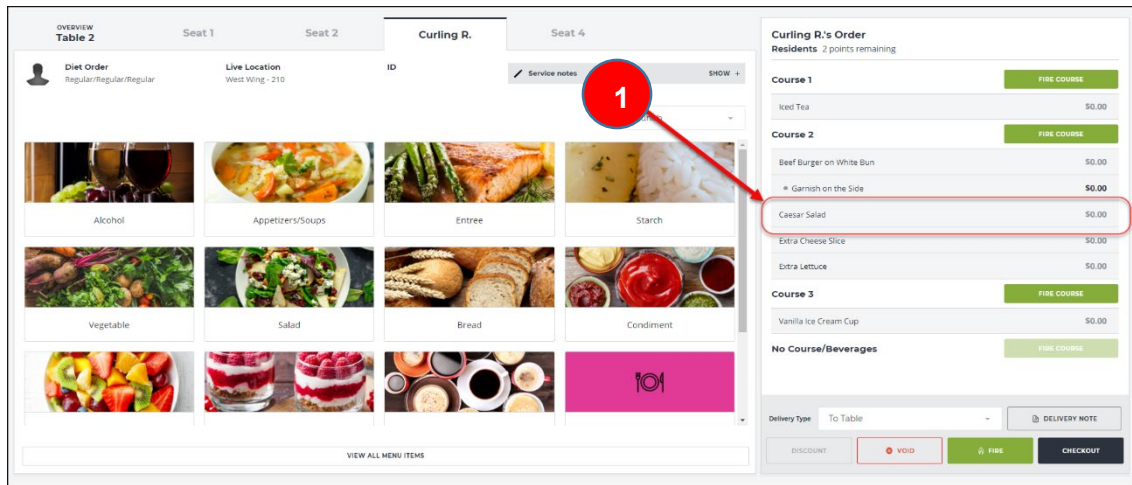 OVERVIEW
Table 2
Seat 1
Seat 2
Curling R.
Seat 4
Diet Order
Regular/Regular/Regular
Live Location
West Wing - 210
ID
Service notes
SHOW +
1
Alcohol
Appetizers/Soups
Entree
Starch
Vegetable
Salad
Bread
Condiment
VIEW ALL MENU ITEMS
Curling R.'s Order
Residents 2 points remaining
Course 1
FIRE COURSE
Iced Tea
$0.00
Course 2
FIRE COURSE
Beef Burger on White Bun
$0.00
Garnish on the Side
$0.00
Caesar Salad
$0.00
Extra Cheese Slice
$0.00
Extra Lettuce
$0.00
Course 3
FIRE COURSE
Vanilla Ice Cream Cup
$0.00
No Course/Beverages
FIRE COURSE
Delivery Type
To Table
DELIVERY NOTE
DISCOUNT
VOID
FIRE
CHECKOUT